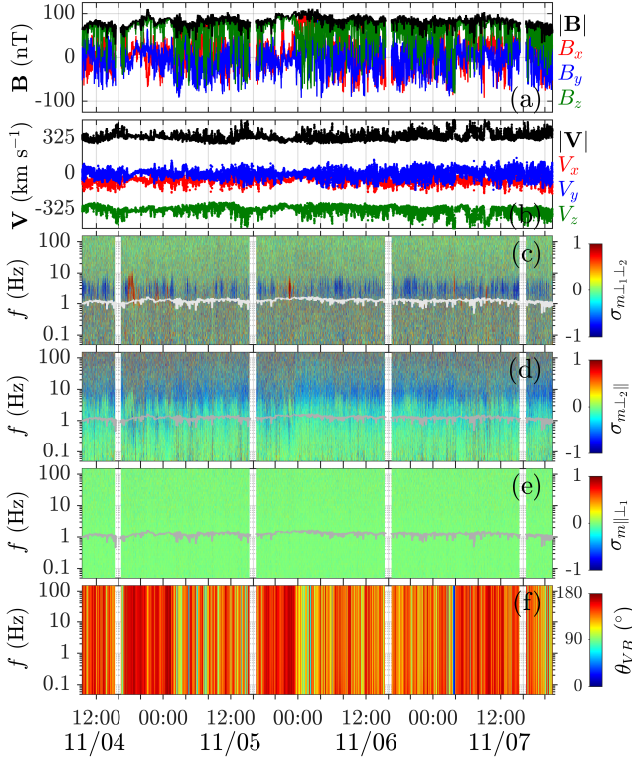 100
0
-100
B (nT)
|B|
B_x
B_y
B_z
(a)
325
0
-325
V (km s⁻¹)
|V|
V_x
V_y
V_z
(b)
100
10
1
0.1
f (Hz)
(c)
1
0
-1
σ_{m⊥₁⊥₂}
100
10
1
0.1
f (Hz)
(d)
1
0
-1
σ_{m⊥₂∥}
100
10
1
0.1
f (Hz)
(e)
1
0
-1
σ_{m∥⊥₁}
100
10
1
0.1
f (Hz)
(f)
180
90
0
θ_{VB} (°)
12:00 00:00 12:00 00:00 12:00 00:00 12:00
11/04 11/05 11/06 11/07